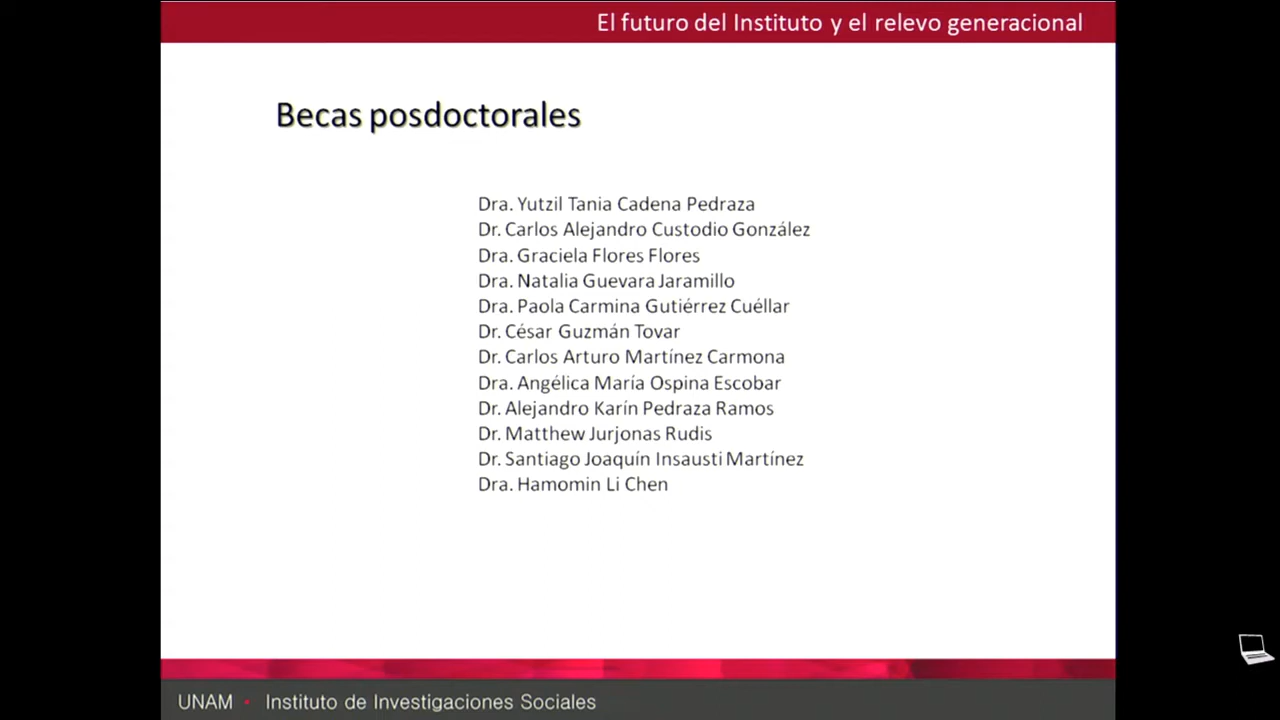 El futuro del Instituto y el relevo generacional
Becas posdoctorales
Dra. Yutzil Tania Cadena Pedraza
Dr. Carlos Alejandro Custodio González
Dra. Graciela Flores Flores
Dra. Natalia Guevara Jaramillo
Dra. Paola Carmina Gutiérrez Cuéllar
Dr. César Guzmán Tovar
Dr. Carlos Arturo Martínez Carmona
Dra. Angélica María Ospina Escobar
Dr. Alejandro Karín Pedraza Ramos
Dr. Matthew Jurjonas Rudis
Dr. Santiago Joaquín Insausti Martínez
Dra. Hamomin Li Chen
UNAM • Instituto de Investigaciones Sociales